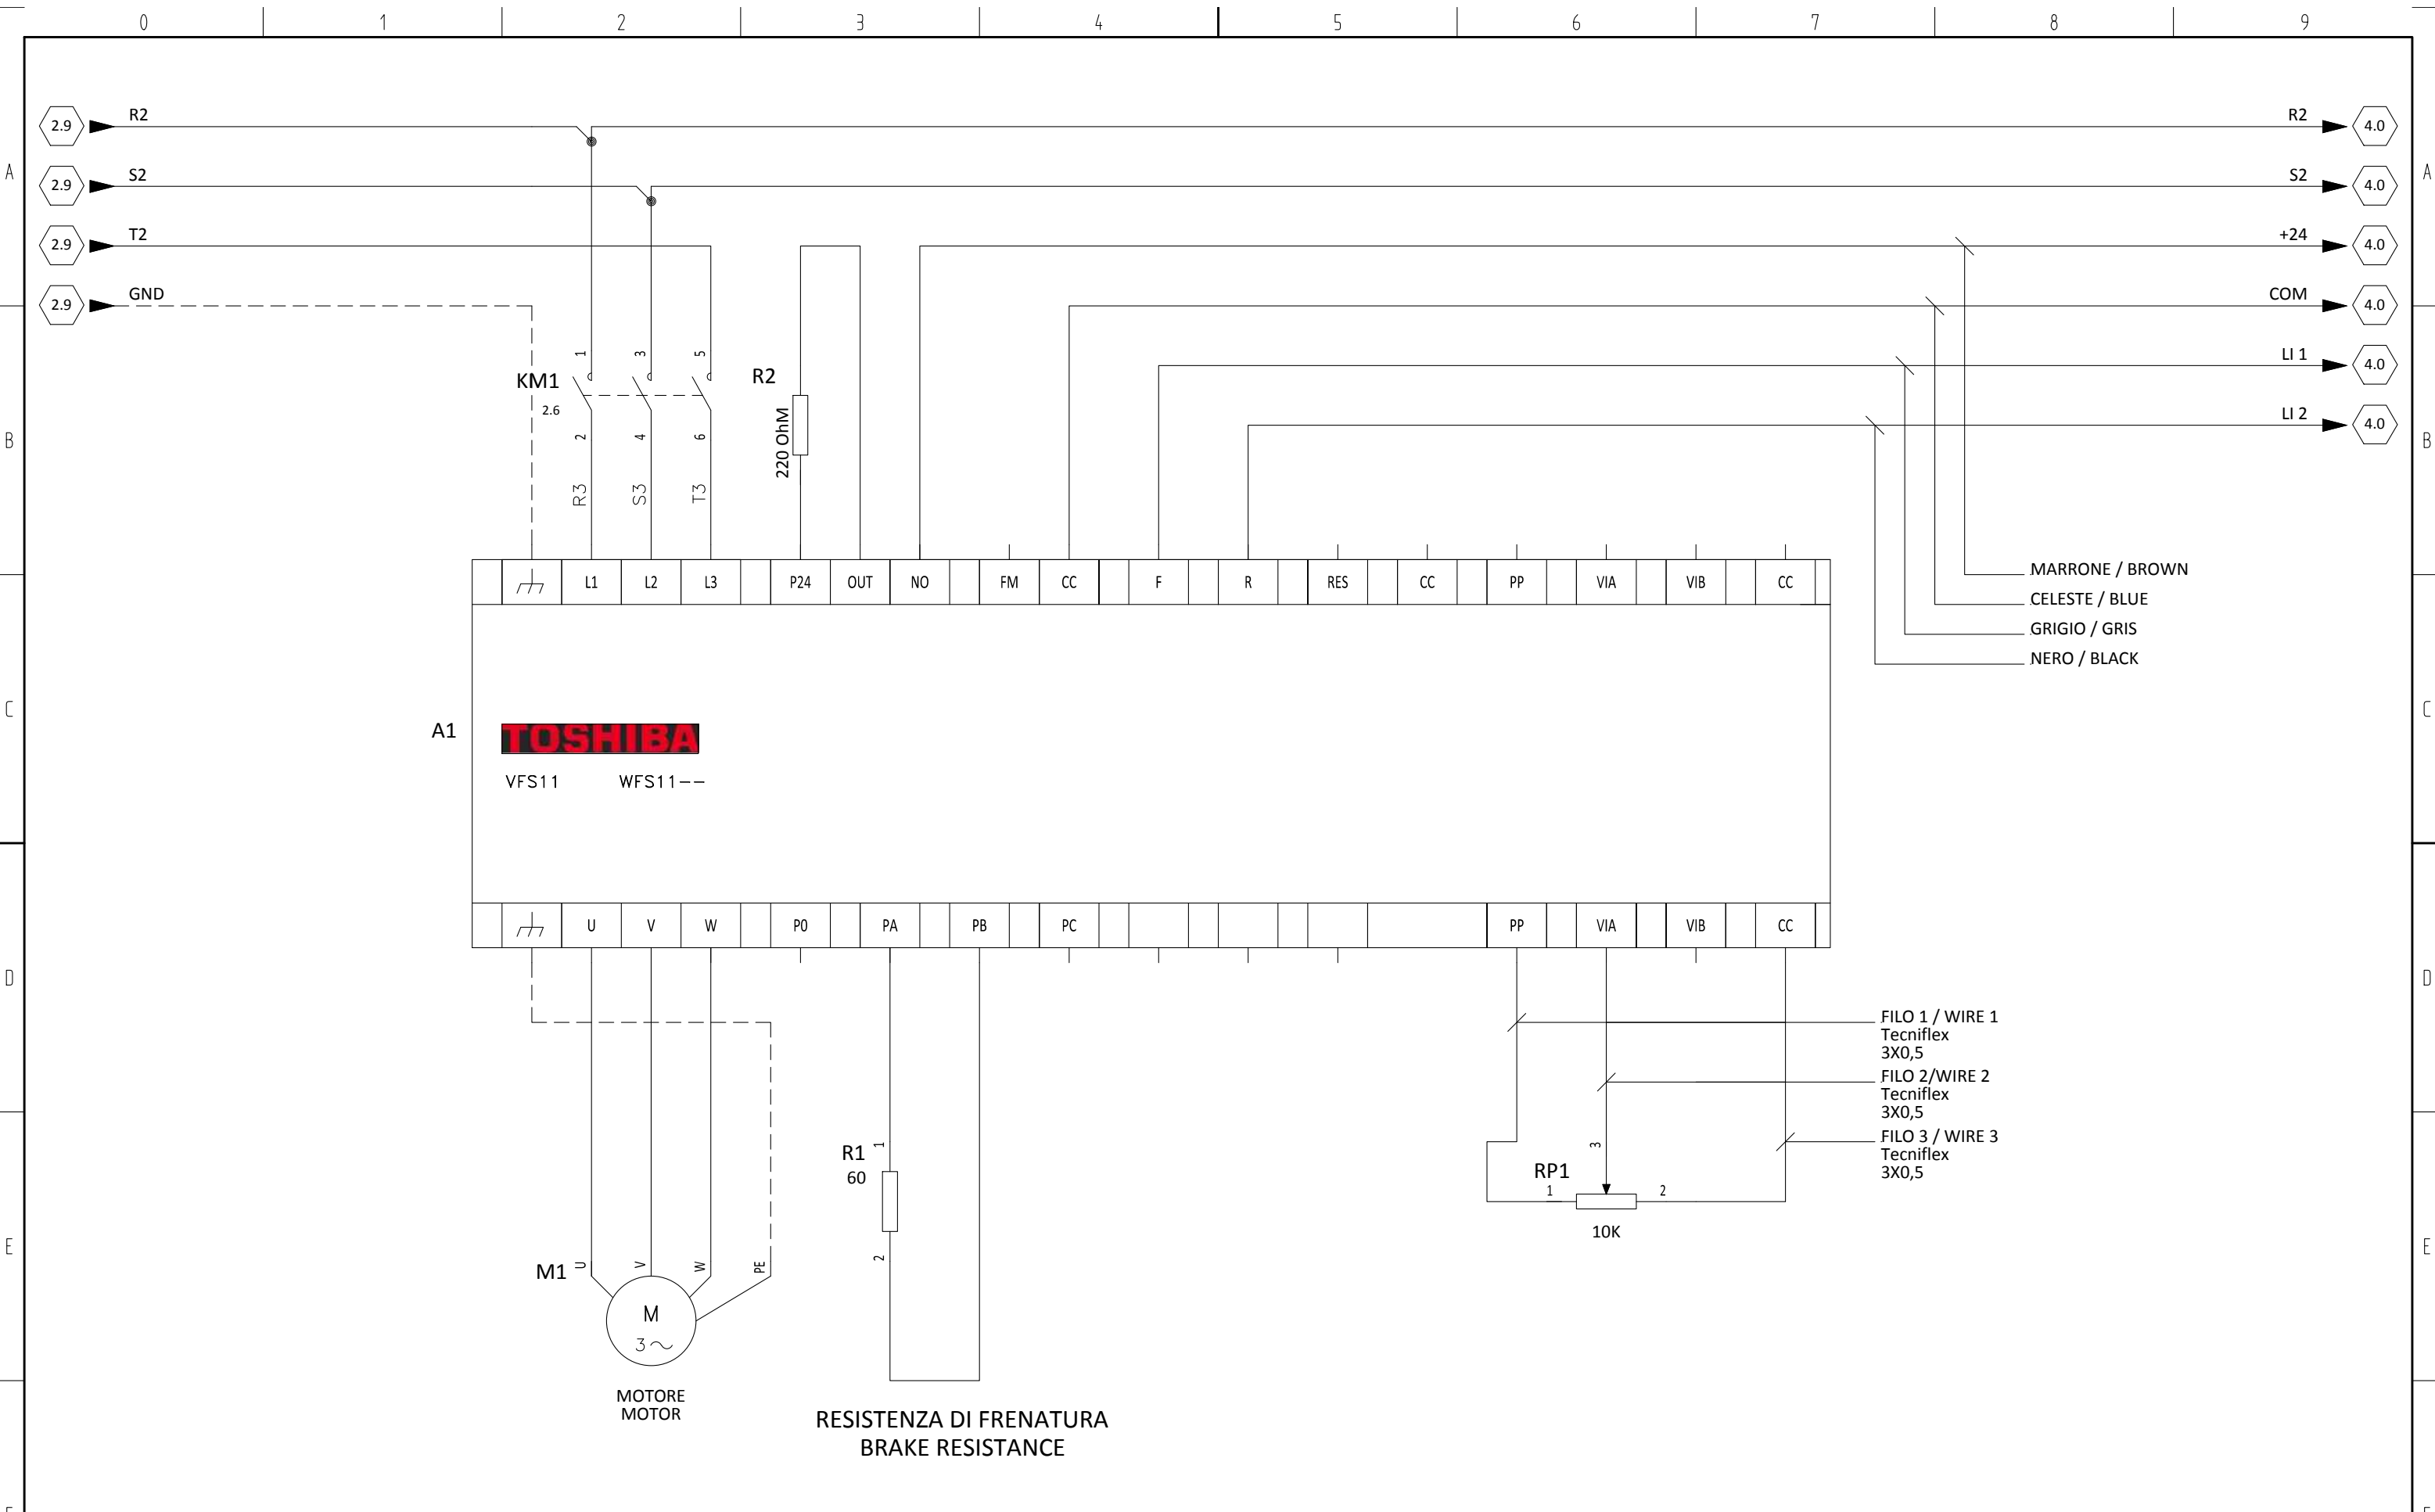 0 1 2 3 4 5 6 7 8 9
2.9 R2 R2 4.0
A A
2.9 S2 S2 4.0
2.9 T2 +24 4.0
2.9 GND COM 4.0
1 3 5 LI 1 4.0
KM1 R2
2.6
220 OhM
LI 2 4.0
B 2 4 6 B
R3 S3 T3
L1 L2 L3 P24 OUT NO FM CC F R RES CC PP VIA VIB CC
MARRONE / BROWN
CELESTE / BLUE
GRIGIO / GRIS
NERO / BLACK
C C
A1 TOSHIBA
VFS11 WFS11--
U V W P0 PA PB PC PP VIA VIB CC
D D
FILO 1 / WIRE 1
Tecniflex
3X0,5
FILO 2/WIRE 2
Tecniflex
3X0,5
FILO 3 / WIRE 3
Tecniflex
3X0,5
R1 1
60
3
RP1
1 2
10K
E E
2
M1 U V W PE
M
3~
MOTORE
MOTOR
RESISTENZA DI FRENATURA
BRAKE RESISTANCE